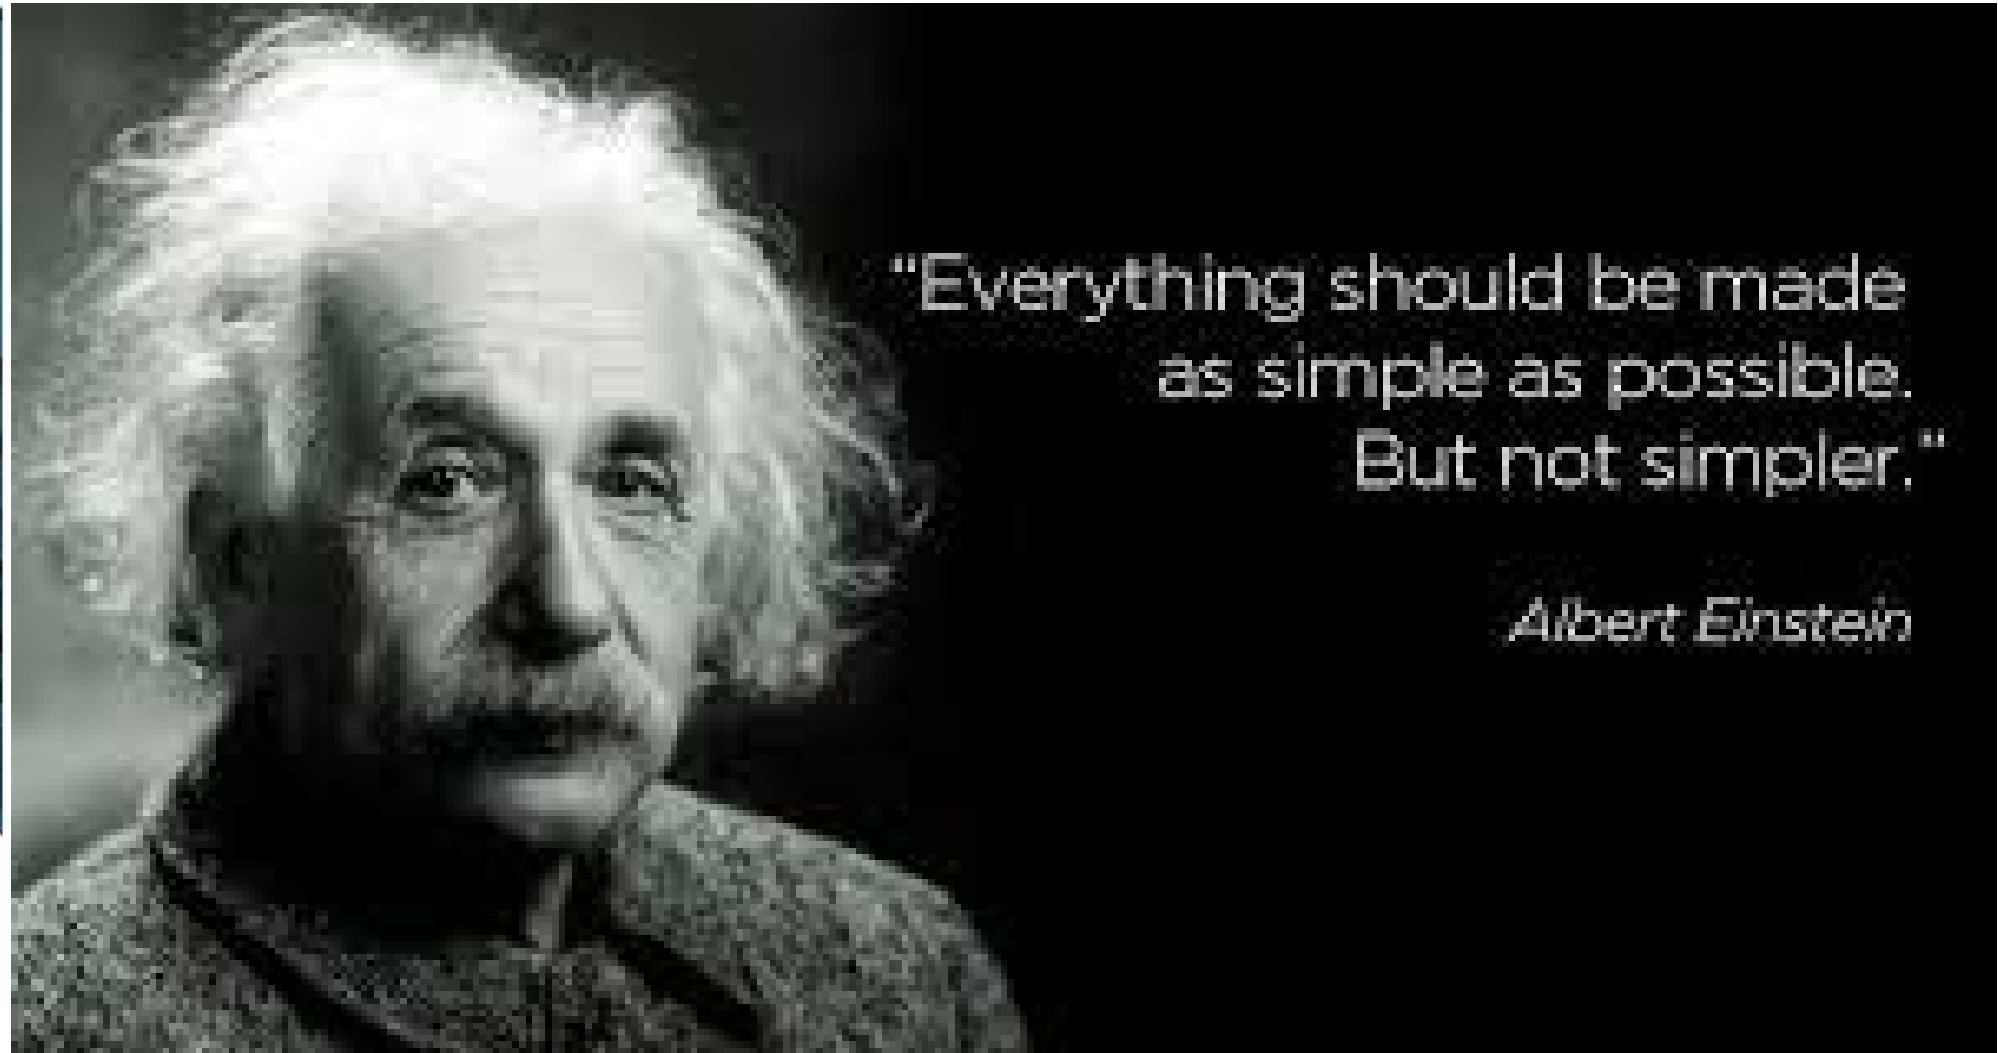 “Everything should be made
as simple as possible.
But not simpler.“
Albert Einstein